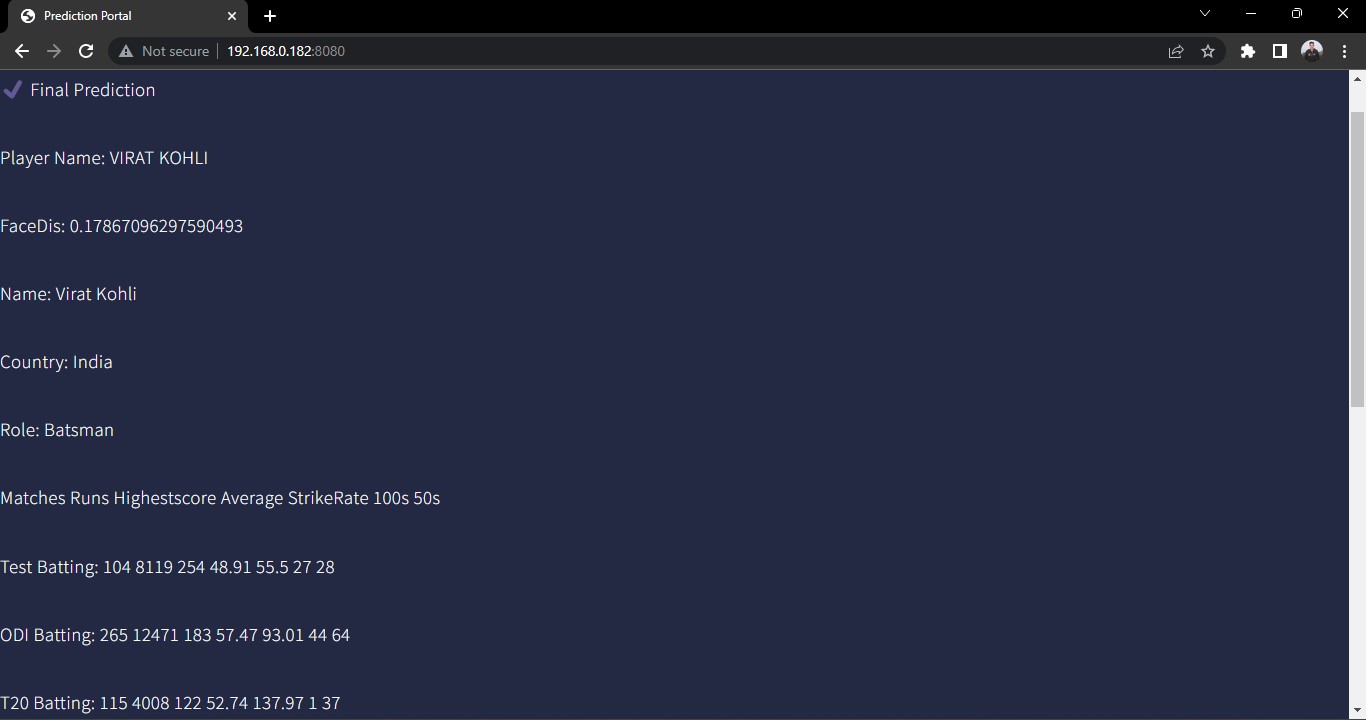 Prediction Portal
Not secure 192.168.0.182:8080
Final Prediction
Player Name: VIRAT KOHLI
FaceDis: 0.17867096297590493
Name: Virat Kohli
Country: India
Role: Batsman
Matches Runs Highestscore Average StrikeRate 100s 50s
Test Batting: 104 8119 254 48.91 55.5 27 28
ODI Batting: 265 12471 183 57.47 93.01 44 64
T20 Batting: 115 4008 122 52.74 137.97 1 37